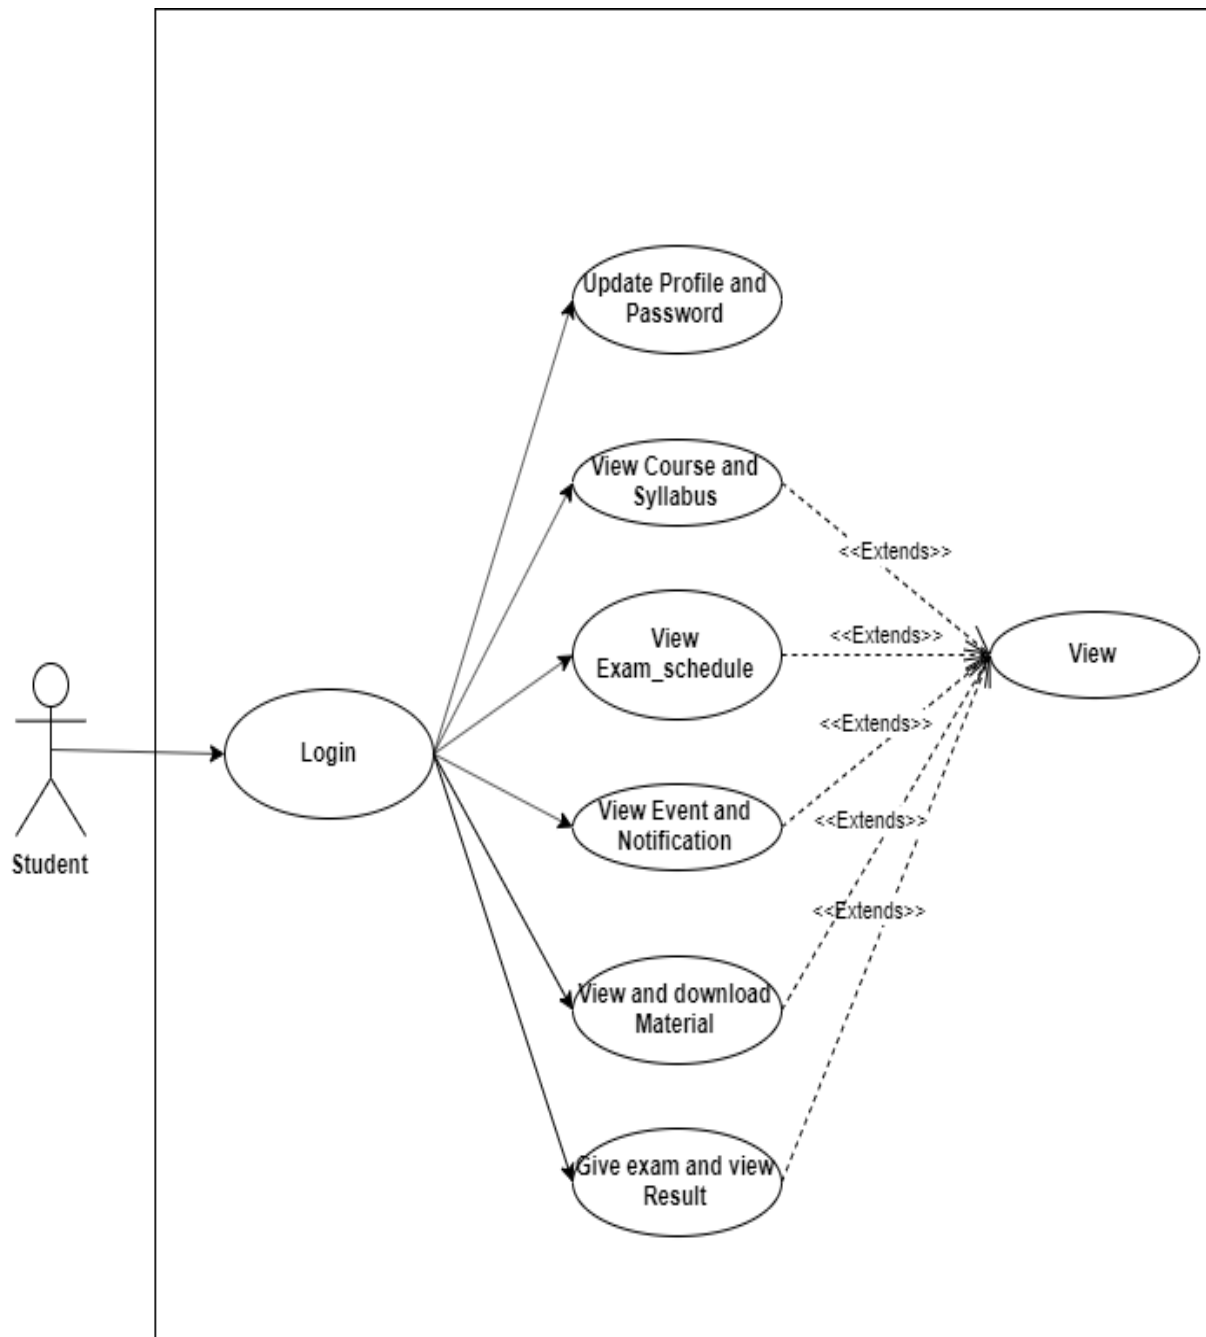 Update Profile and
Password
View Course and
Syllabus
<<Extends>>
View
Exam_schedule
<<Extends>>
View
Login
<<Extends>>
View Event and
Notification
<<Extends>>
Student
<<Extends>>
View and download
Material
Give exam and view
Result